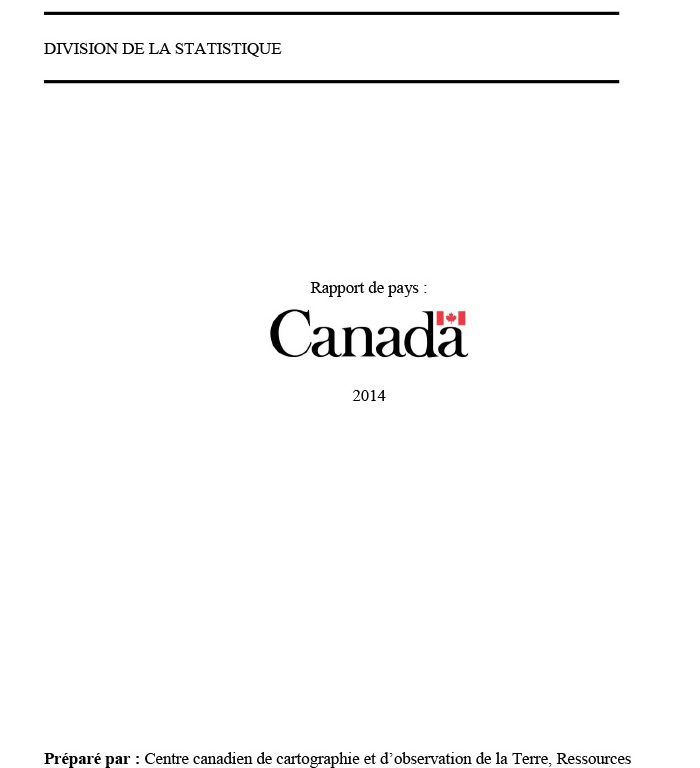 DIVISION DE LA STATISTIQUE
Rapport de pays :
Canada
2014
Préparé par : Centre canadien de cartographie et d’observation de la Terre, Ressources